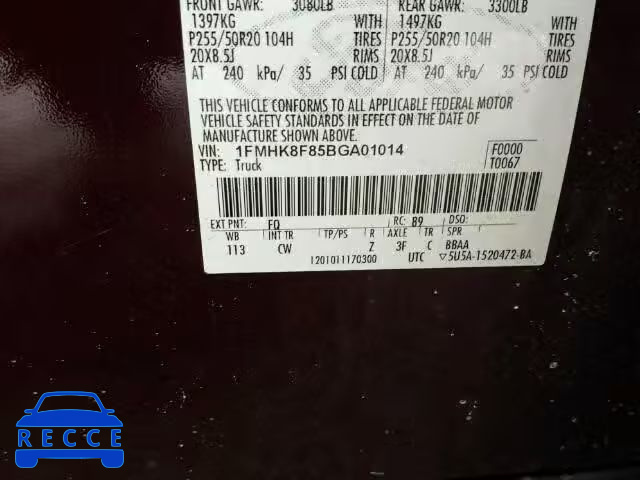 FRONT GAWR: 3080LB REAR GAWR: 3300LB
1397KG WITH 1497KG WITH
P255/50R20 104H TIRES P255/50R20 104H TIRES
20X8.5J RIMS 20X8.5J RIMS
AT 240 kPa/ 35 PSI COLD AT 240 kPa/ 35 PSI COLD
THIS VEHICLE CONFORMS TO ALL APPLICABLE FEDERAL MOTOR
VEHICLE SAFETY STANDARDS IN EFFECT ON THE DATE OF
MANUFACTURE SHOWN ABOVE.
VIN: 1FMHK8F85BGA01014 F0000
TYPE: Truck T0067
EXT PNT: FQ RC: B9 DSO:
WB INT TR TP/PS R AXLE TR SPR
113 CW Z 3F C BBAA
1201011170300 UTC ▽5U5A-1520472-BA
RECCE